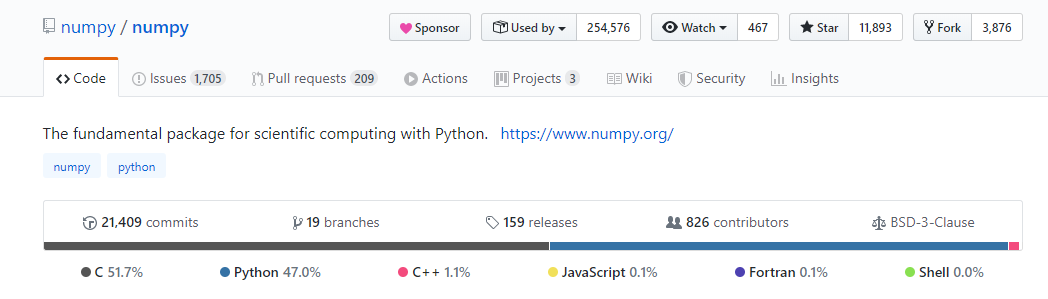 numpy / numpy Sponsor Used by 254,576 Watch 467 Star 11,893 Fork 3,876
Code Issues 1,705 Pull requests 209 Actions Projects 3 Wiki Security Insights
The fundamental package for scientific computing with Python. https://www.numpy.org/
numpy python
21,409 commits 19 branches 159 releases 826 contributors BSD-3-Clause
C 51.7% Python 47.0% C++ 1.1% JavaScript 0.1% Fortran 0.1% Shell 0.0%